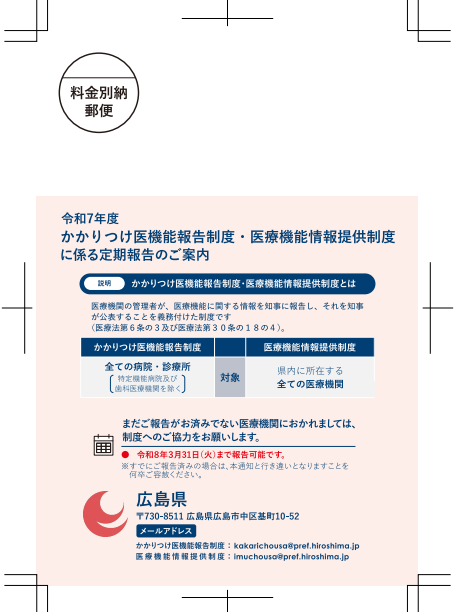 料金別納
郵便
令和7年度
かかりつけ医機能報告制度・医療機能情報提供制度
に係る定期報告のご案内
説明 かかりつけ医機能報告制度・医療機能情報提供制度とは
医療機関の管理者が、医療機能に関する情報を知事に報告し、それを知事
が公表することを義務付けた制度です
（医療法第６条の３及び医療法第３０条の１８の４）。
かかりつけ医機能報告制度 医療機能情報提供制度
全ての病院・診療所
特定機能病院及び
歯科医療機関を除く
対象
県内に所在する
全ての医療機関
まだご報告がお済みでない医療機関におかれましては、
制度へのご協力をお願いします。
● 令和8年3月31日(火)まで報告可能です。
※すでにご報告済みの場合は、本通知と行き違いとなりますことを
何卒ご容赦ください。
広島県
〒730-8511 広島県広島市中区基町10-52
メールアドレス
かかりつけ医機能報告制度：kakarichousa@pref.hiroshima.jp
医療機能情報提供制度：imuchousa@pref.hiroshima.jp